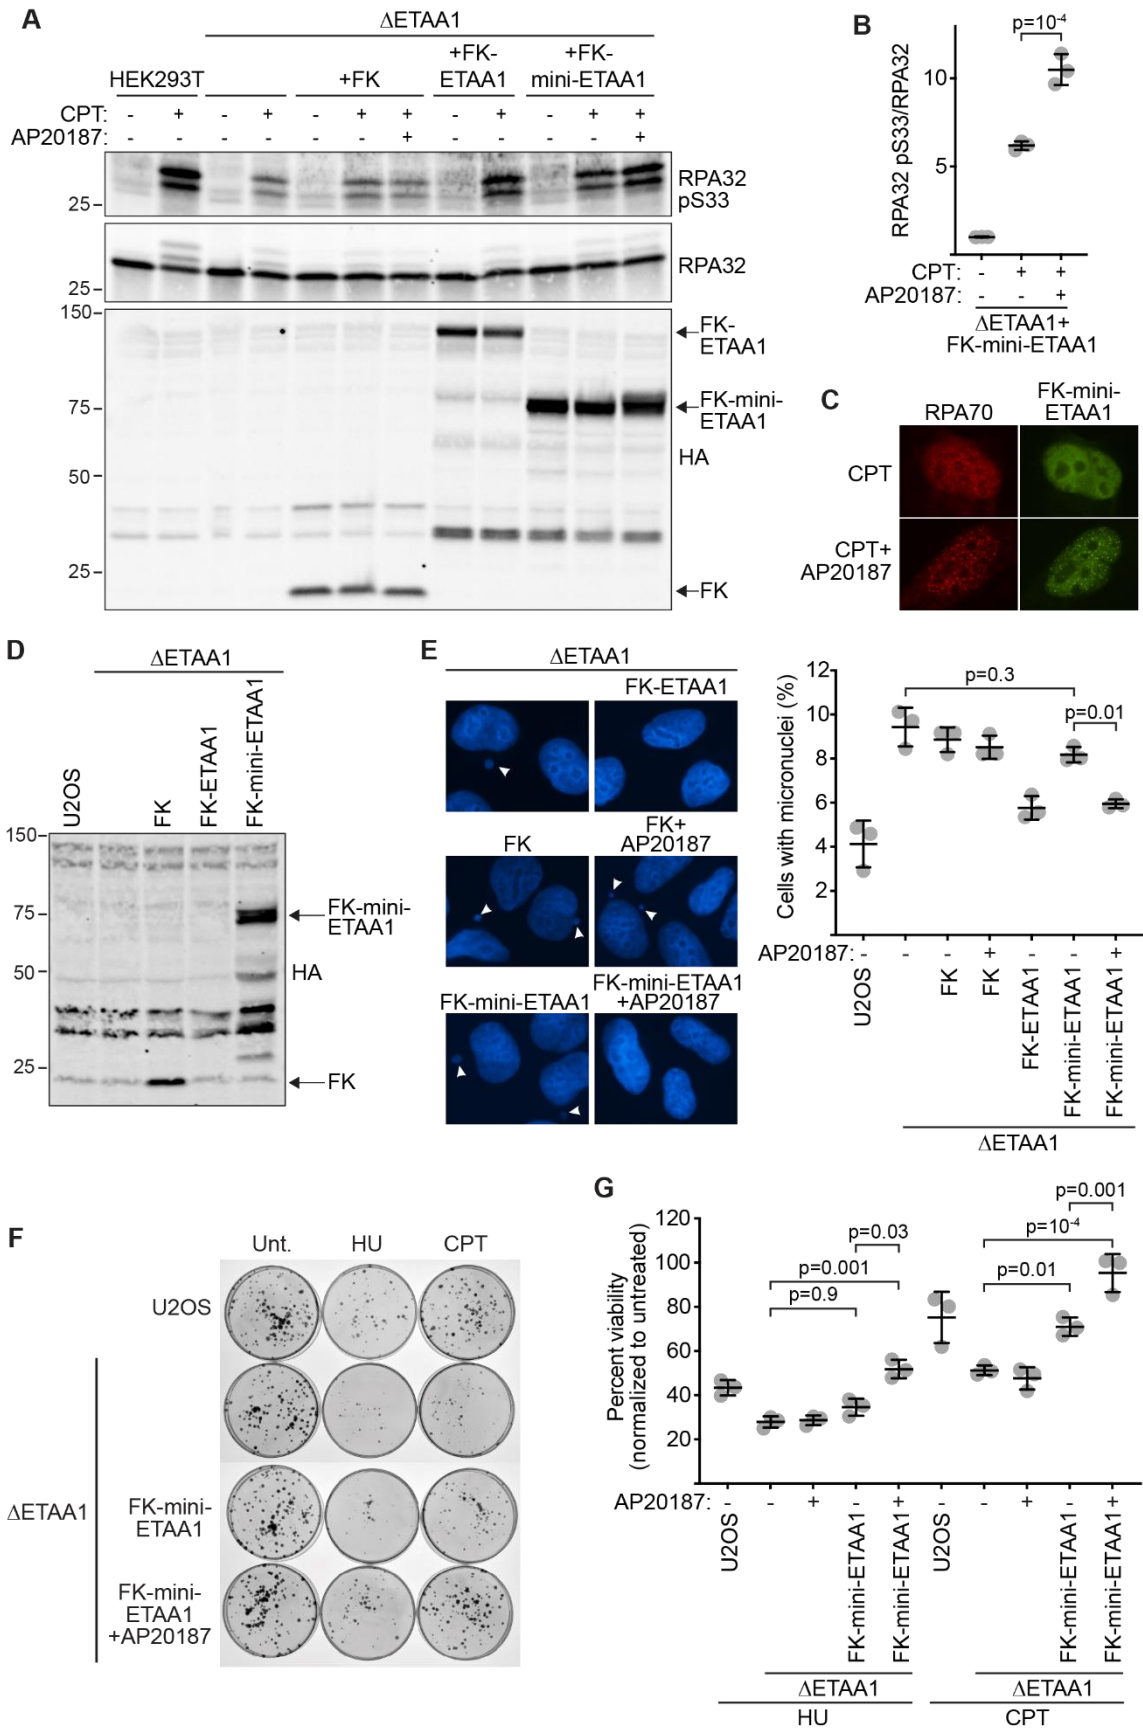 A
ΔETAA1
+FK-
ETAA1
+FK-
mini-ETAA1
HEK293T
+FK
CPT: - + - + - + + - + - + +
AP20187: - - - - - - + - - - - +
RPA32
pS33
25
RPA32
25
150
FK-
ETAA1
75
FK-mini-
ETAA1
HA
50
25
FK
B
p=10⁻⁴
RPA32 pS33/RPA32
10
5
CPT: - + +
AP20187: - - +
ΔETAA1+
FK-mini-ETAA1
C
RPA70
FK-mini-
ETAA1
CPT
CPT+
AP20187
D
ΔETAA1
U2OS
FK
FK-ETAA1
FK-mini-ETAA1
150
75
FK-mini-
ETAA1
50
HA
25
FK
E
ΔETAA1
FK-ETAA1
FK
FK+
AP20187
FK-mini-ETAA1
FK-mini-ETAA1
+AP20187
Cells with micronuclei (%)
12
10
8
6
4
2
p=0.3
p=0.01
AP20187: - - - + - - +
U2OS
FK
FK
FK-ETAA1
FK-mini-ETAA1
FK-mini-ETAA1
ΔETAA1
F
Unt. HU CPT
U2OS
ΔETAA1
FK-mini-
ETAA1
FK-mini-
ETAA1
+AP20187
G
Percent viability
(normalized to untreated)
120
100
80
60
40
20
p=0.001
p=10⁻⁴
p=0.03
p=0.001
p=0.01
p=0.9
AP20187: - - + - + - - + - +
U2OS
FK-mini-ETAA1
FK-mini-ETAA1
U2OS
FK-mini-ETAA1
FK-mini-ETAA1
ΔETAA1
ΔETAA1
HU
CPT